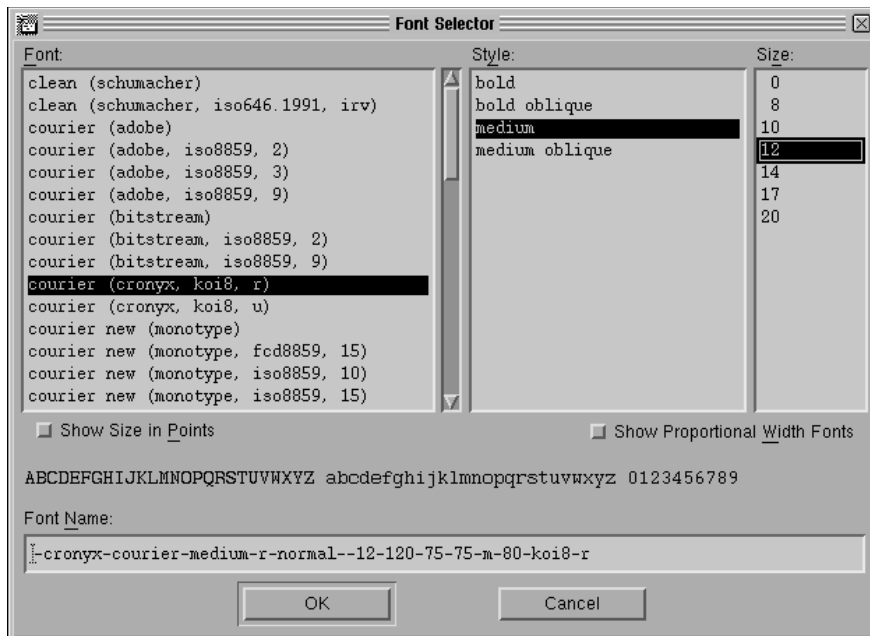 Font Selector
Font:
clean (schumacher)
clean (schumacher, iso646.1991, irv)
courier (adobe)
courier (adobe, iso8859, 2)
courier (adobe, iso8859, 3)
courier (adobe, iso8859, 9)
courier (bitstream)
courier (bitstream, iso8859, 2)
courier (bitstream, iso8859, 9)
courier (cronyx, koi8, r)
courier (cronyx, koi8, u)
courier new (monotype)
courier new (monotype, fcd8859, 15)
courier new (monotype, iso8859, 10)
courier new (monotype, iso8859, 15)
Style:
bold
bold oblique
medium
medium oblique
Size:
0
8
10
12
14
17
20
Show Size in Points
Show Proportional Width Fonts
ABCDEFGHIJKLMNOPQRSTUVWXYZ abcdefghijklmnopqrstuvwxyz 0123456789
Font Name:
-cronyx-courier-medium-r-normal--12-120-75-75-m-80-koi8-r
OK
Cancel